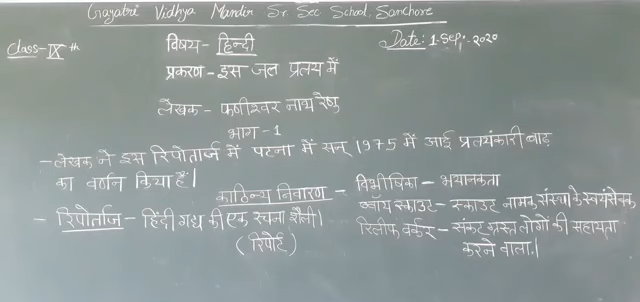 Gayatri Vidhya Mandir Sr. Sec School, Sanchore
Class-IX th
विषय- हिन्दी
Date: 1-Sep.-2020
प्रकरण- इस जल प्रलय में
लेखक- फणीश्वर नाथ रेणु
भाग-1
- लेखक ने इस रिपोतार्ज में पटना में सन् 1975 में आई प्रलयंकारी बाढ़
का वर्णन किया है।
काठिन्य निवारण - विभीषिका - भयानकता
- रिपोर्ताज- हिंदी गद्य की एक रचना शैली।
(रिपोर्ट)
ब्वॉय स्काउट- स्काउट नामक संस्था के स्वयंसेवक
रिलीफ वर्कर- संकट ग्रस्त लोगों की सहायता
करने वाला।